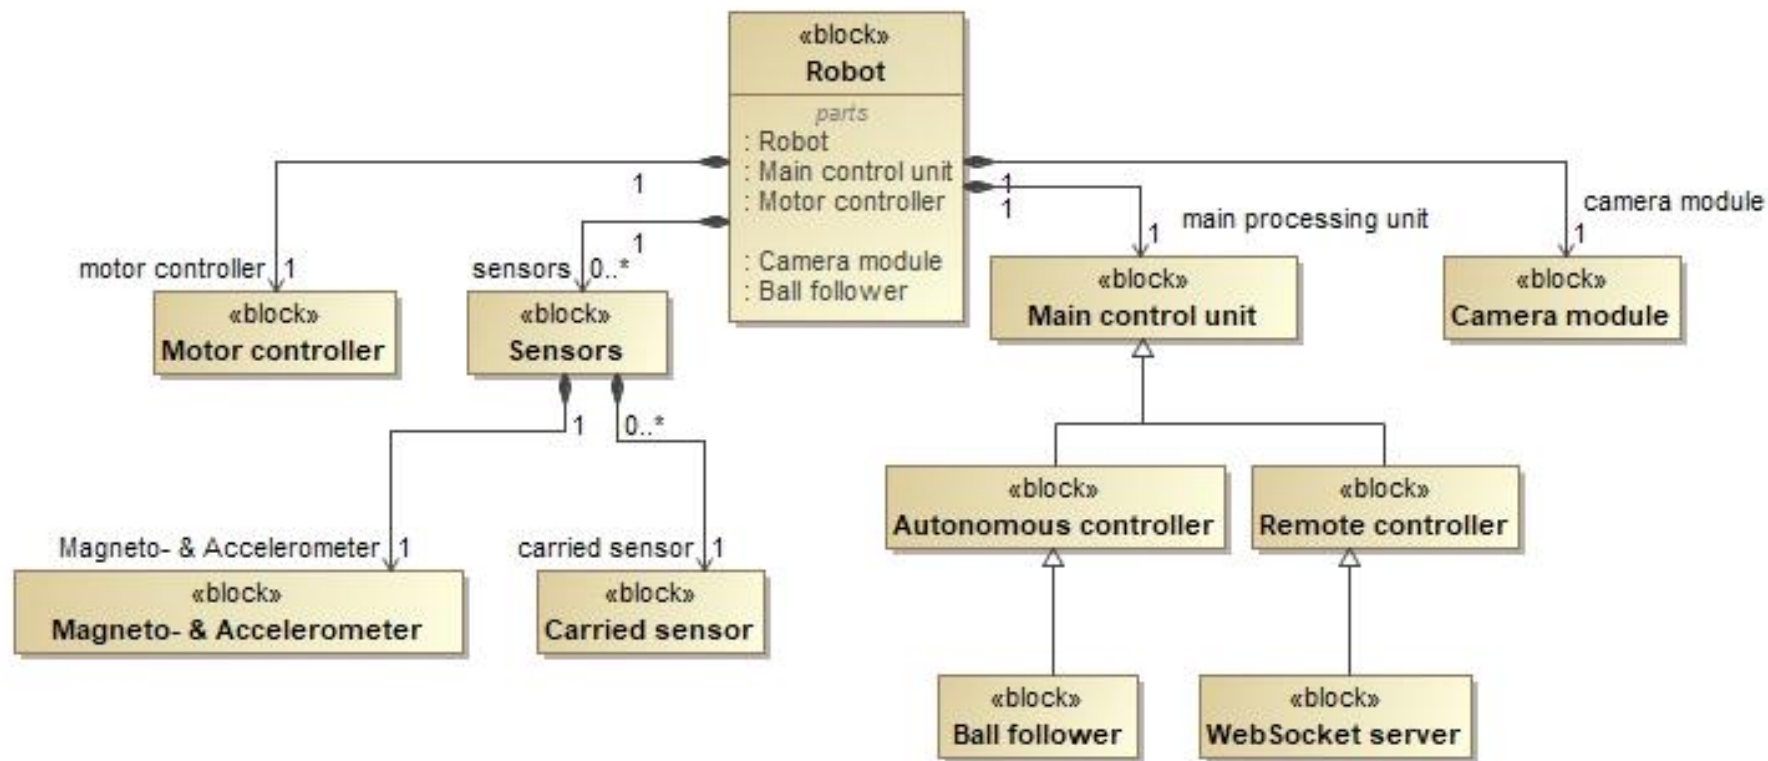 «block»
Robot
parts
: Robot
: Main control unit
: Motor controller
: Camera module
: Ball follower
1
1
1
1
motor controller 1
sensors 0..*
1
main processing unit
camera module
1
«block»
Motor controller
«block»
Sensors
«block»
Main control unit
«block»
Camera module
1
0..*
Magneto- & Accelerometer 1
carried sensor 1
«block»
Magneto- & Accelerometer
«block»
Carried sensor
«block»
Autonomous controller
«block»
Remote controller
«block»
Ball follower
«block»
WebSocket server